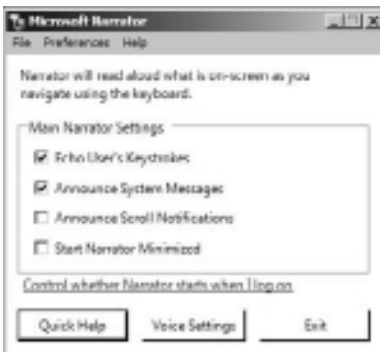 Microsoft Narrator
File Preferences Help
Narrator will read aloud what is on-screen as you
navigate using the keyboard.
Main Narrator Settings
Echo User's Keystrokes
Announce System Messages
Announce Scroll Notifications
Start Narrator Minimized
Control whether Narrator starts when I log on
Quick Help Voice Settings Exit